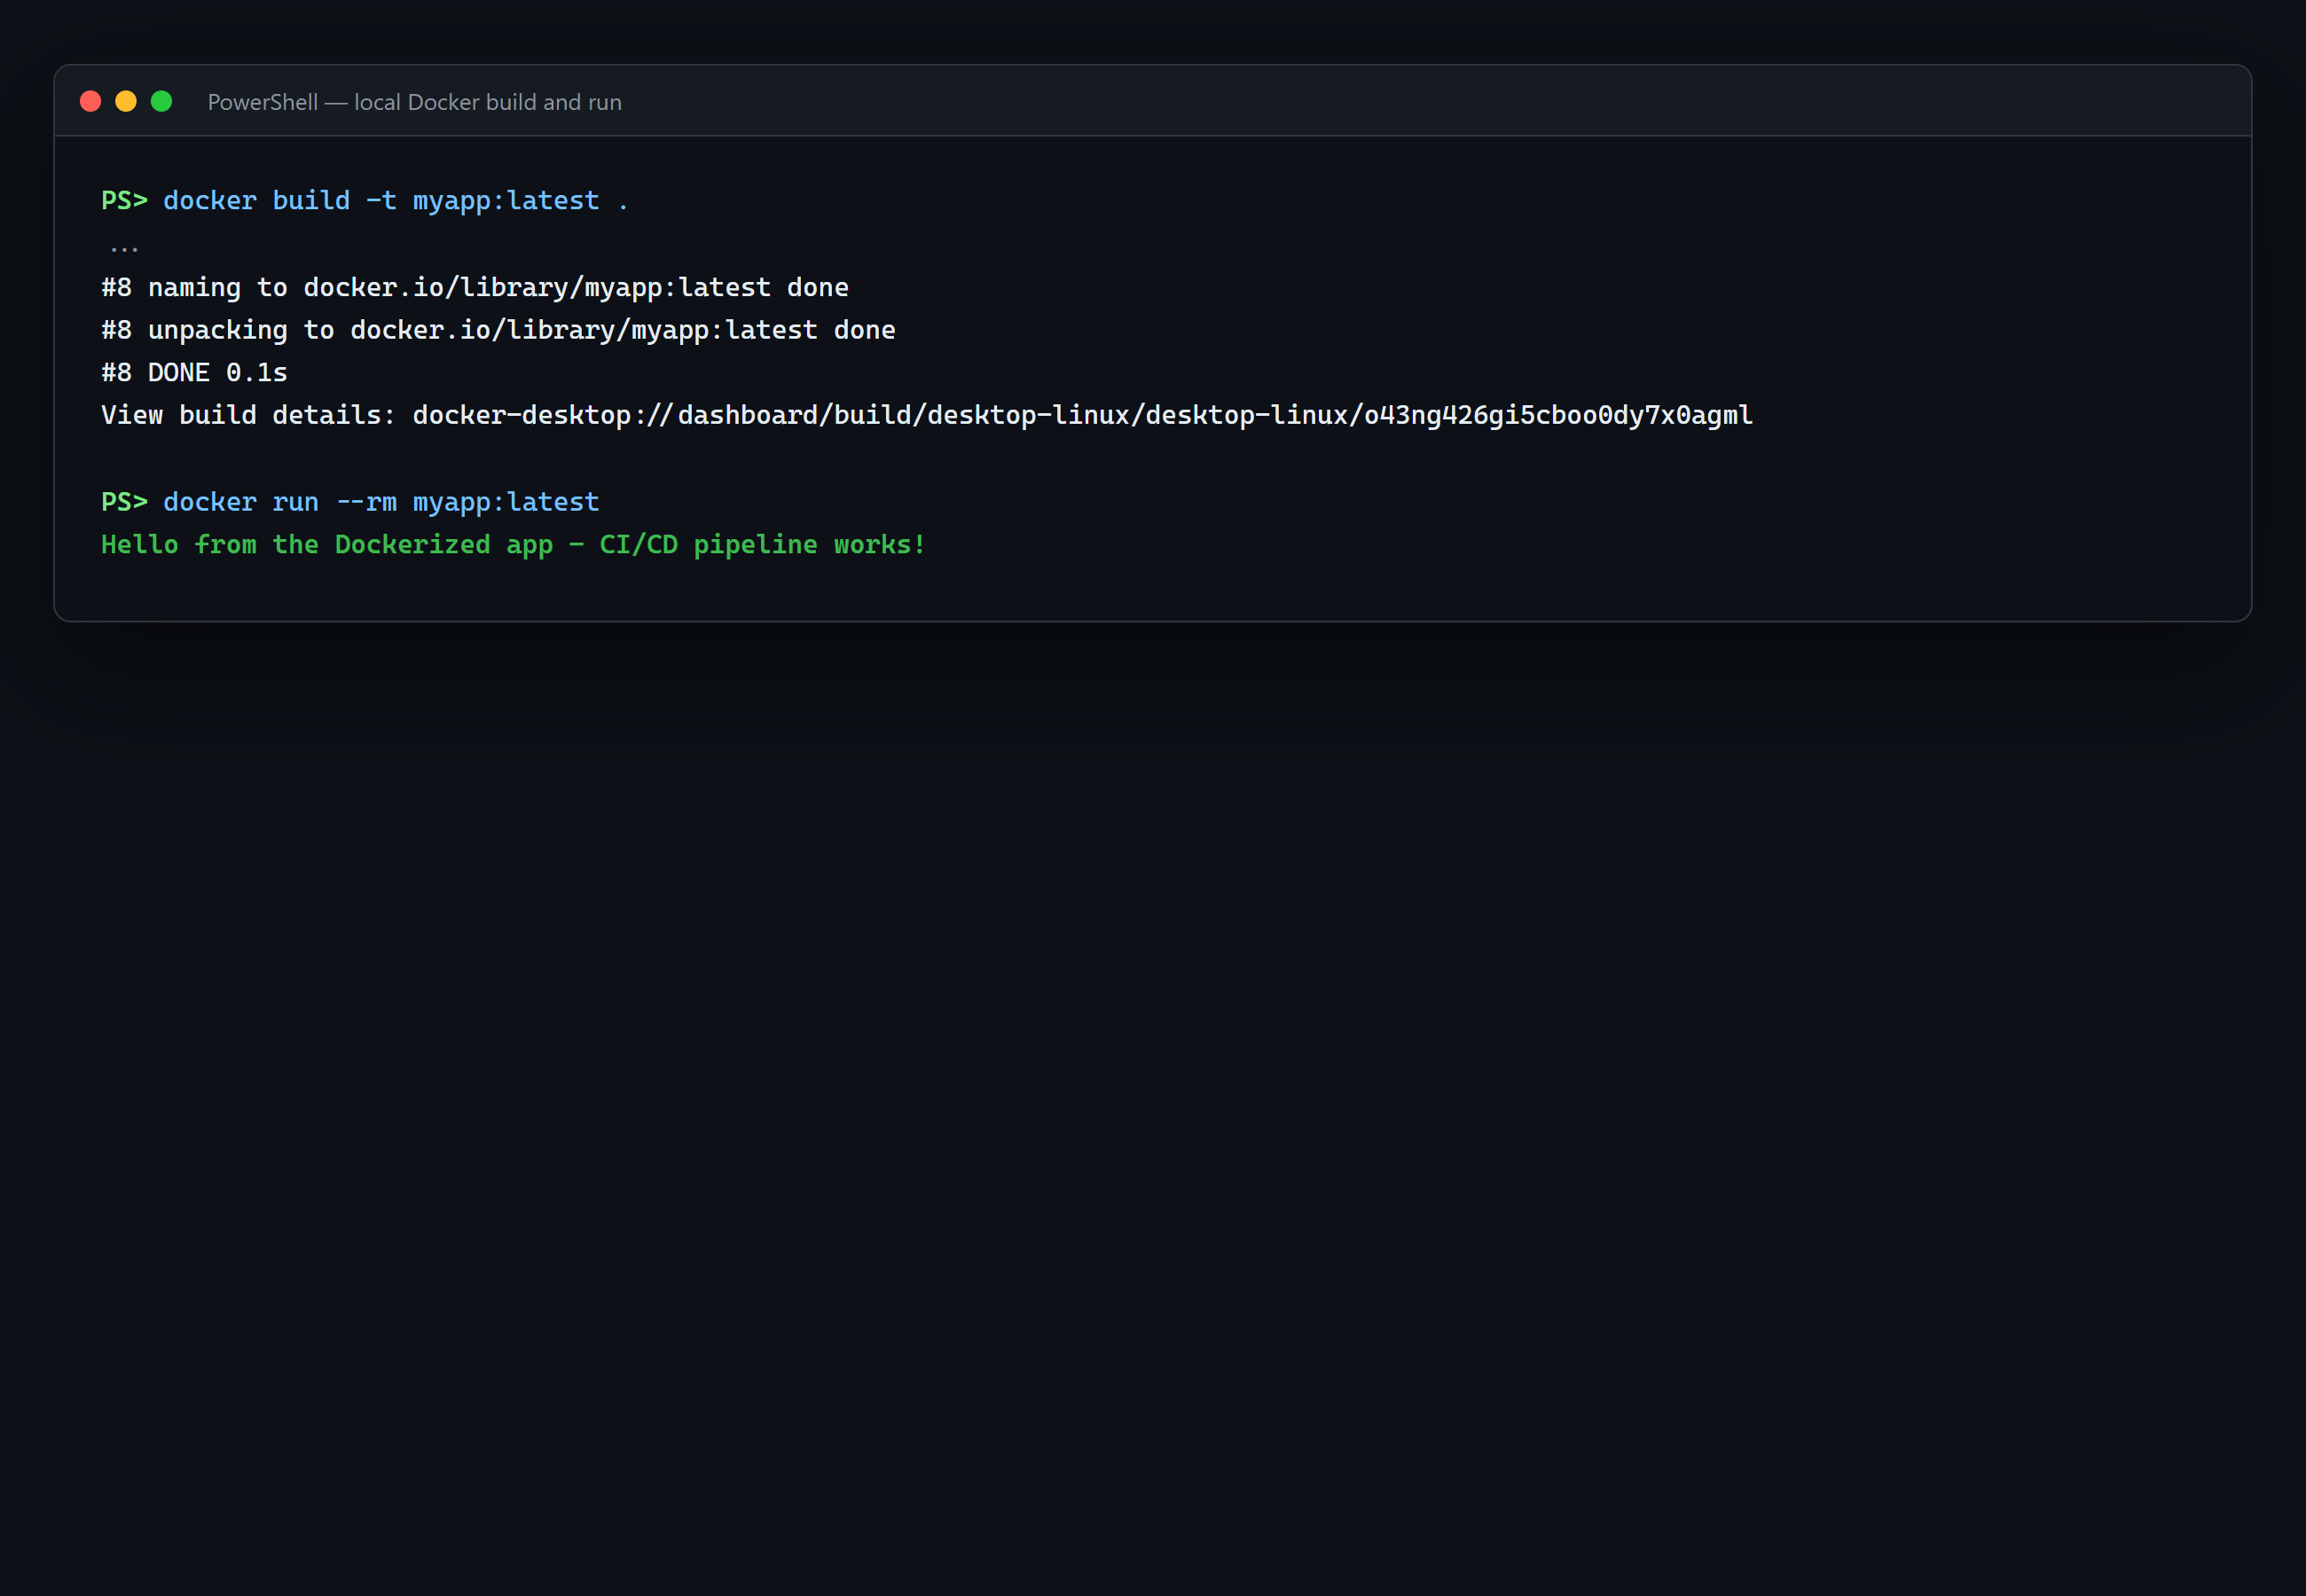 PowerShell — local Docker build and run
PS> docker build -t myapp:latest .
...
#8 naming to docker.io/library/myapp:latest done
#8 unpacking to docker.io/library/myapp:latest done
#8 DONE 0.1s
View build details: docker-desktop://dashboard/build/desktop-linux/desktop-linux/o43ng426gi5cboo0dy7x0agml
PS> docker run --rm myapp:latest
Hello from the Dockerized app - CI/CD pipeline works!